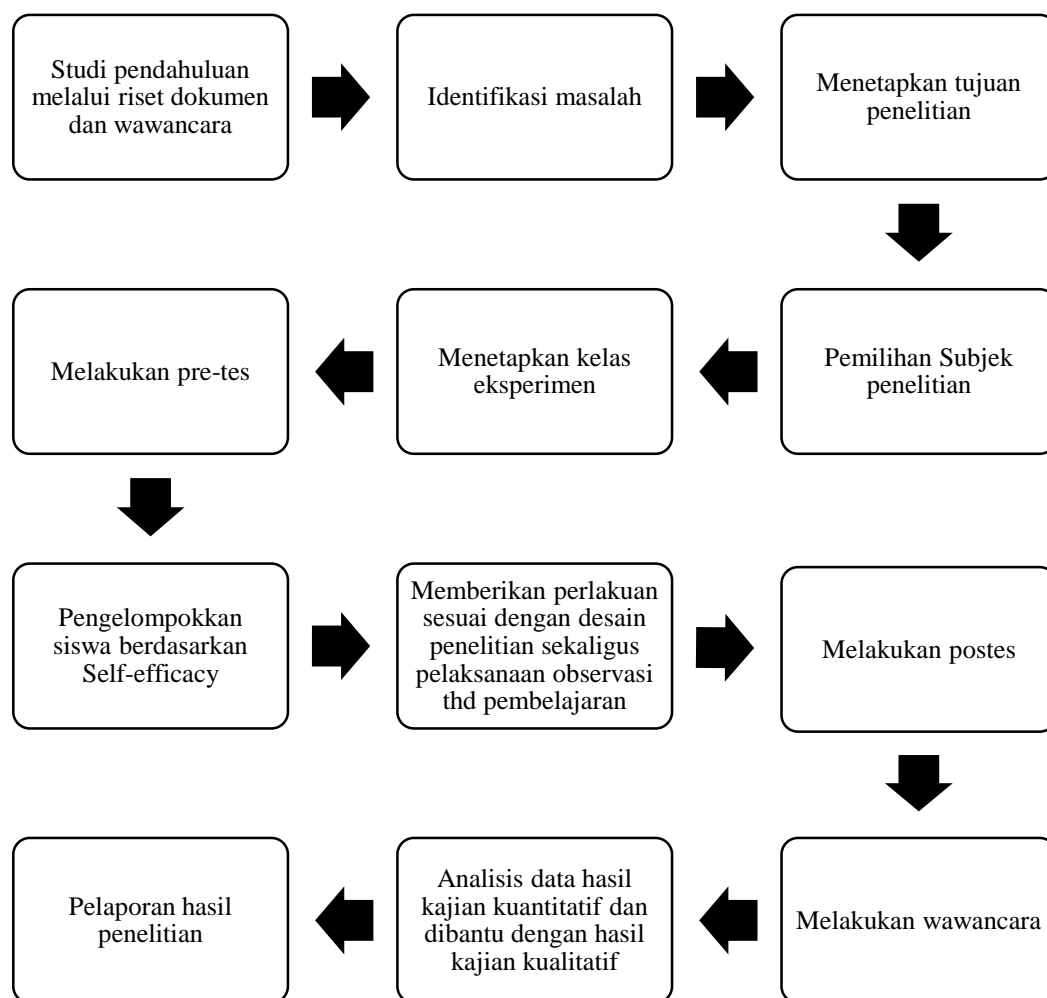 Studi pendahuluan
melalui riset dokumen
dan wawancara
Identifikasi masalah
Menetapkan tujuan
penelitian
Pemilihan Subjek
penelitian
Menetapkan kelas
eksperimen
Melakukan pre-tes
Pengelompokkan
siswa berdasarkan
Self-efficacy
Memberikan perlakuan
sesuai dengan desain
penelitian sekaligus
pelaksanaan observasi
thd pembelajaran
Melakukan postes
Melakukan wawancara
Analisis data hasil
kajian kuantitatif dan
dibantu dengan hasil
kajian kualitatif
Pelaporan hasil
penelitian